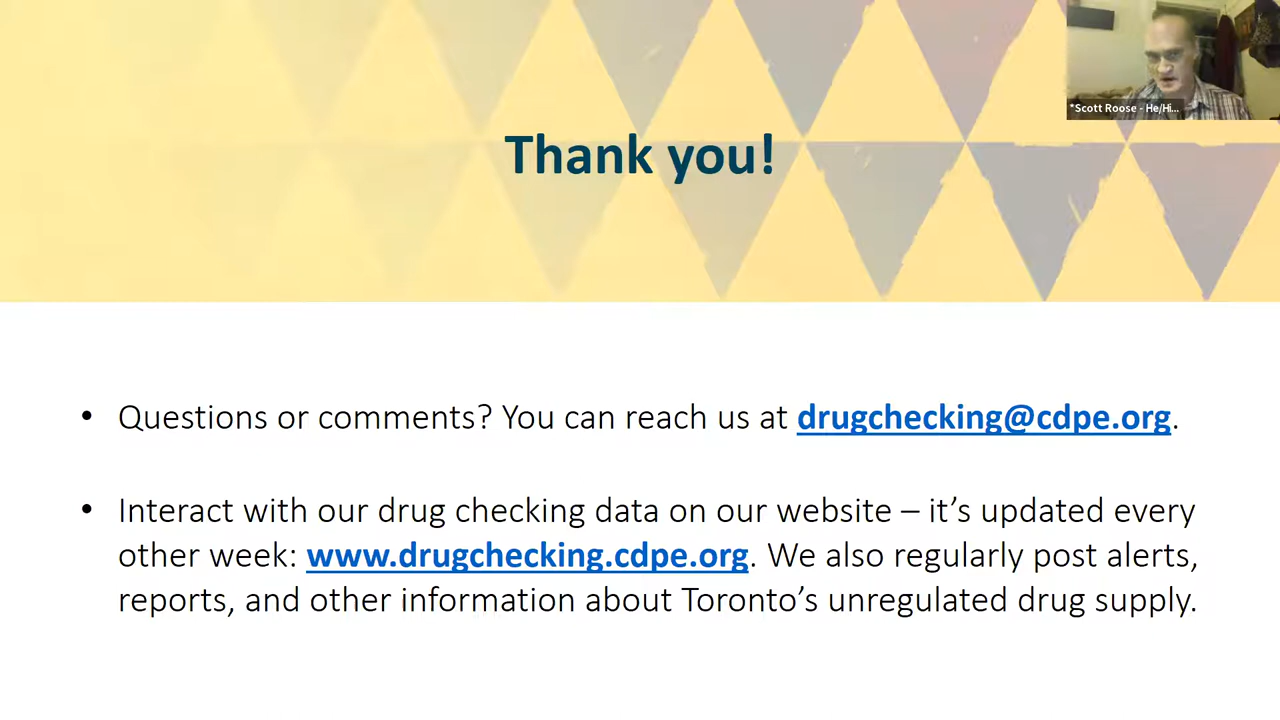 *Scott Roose - He/Hi...
Thank you!
• Questions or comments? You can reach us at drugchecking@cdpe.org.
• Interact with our drug checking data on our website – it’s updated every
other week: www.drugchecking.cdpe.org. We also regularly post alerts,
reports, and other information about Toronto’s unregulated drug supply.